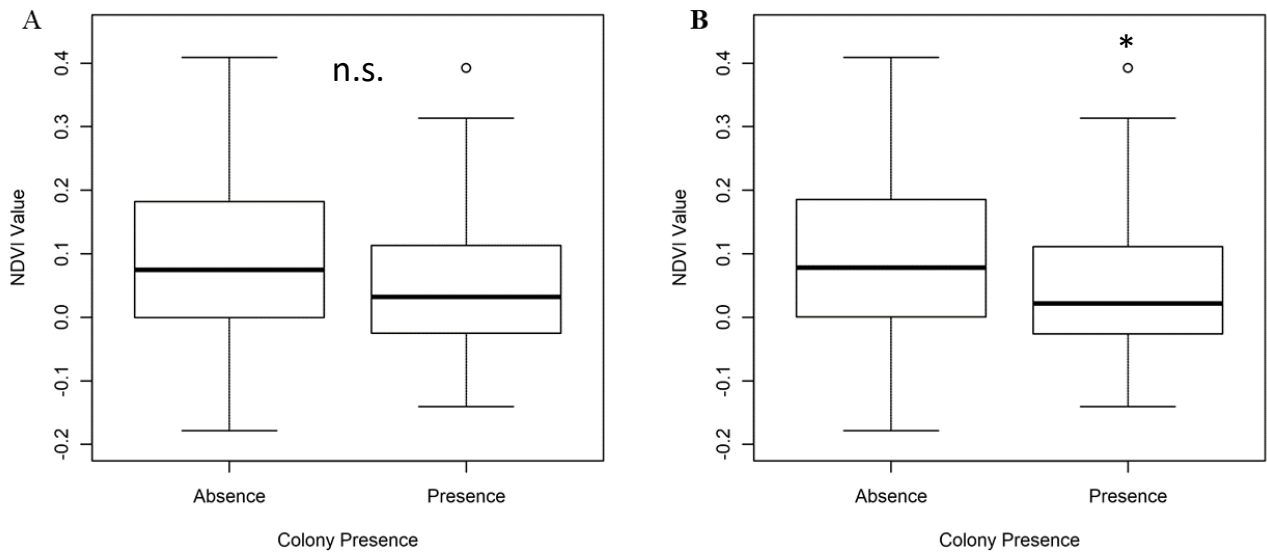 A
n.s.
0.4
0.3
0.2
0.1
0.0
-0.1
-0.2
NDVI Value
Absence Presence
Colony Presence
B
*
0.4
0.3
0.2
0.1
0.0
-0.1
-0.2
NDVI Value
Absence Presence
Colony Presence